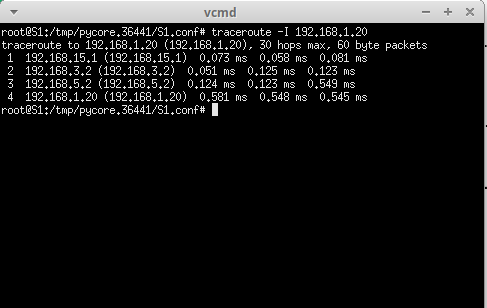 vcmd
root@S1:/tmp/pycore.36441/S1.conf# traceroute -I 192.168.1.20
traceroute to 192.168.1.20 (192.168.1.20), 30 hops max, 60 byte packets
1 192.168.15.1 (192.168.15.1) 0.073 ms 0.058 ms 0.081 ms
2 192.168.3.2 (192.168.3.2) 0.051 ms 0.125 ms 0.123 ms
3 192.168.5.2 (192.168.5.2) 0.124 ms 0.123 ms 0.549 ms
4 192.168.1.20 (192.168.1.20) 0.581 ms 0.548 ms 0.545 ms
root@S1:/tmp/pycore.36441/S1.conf#